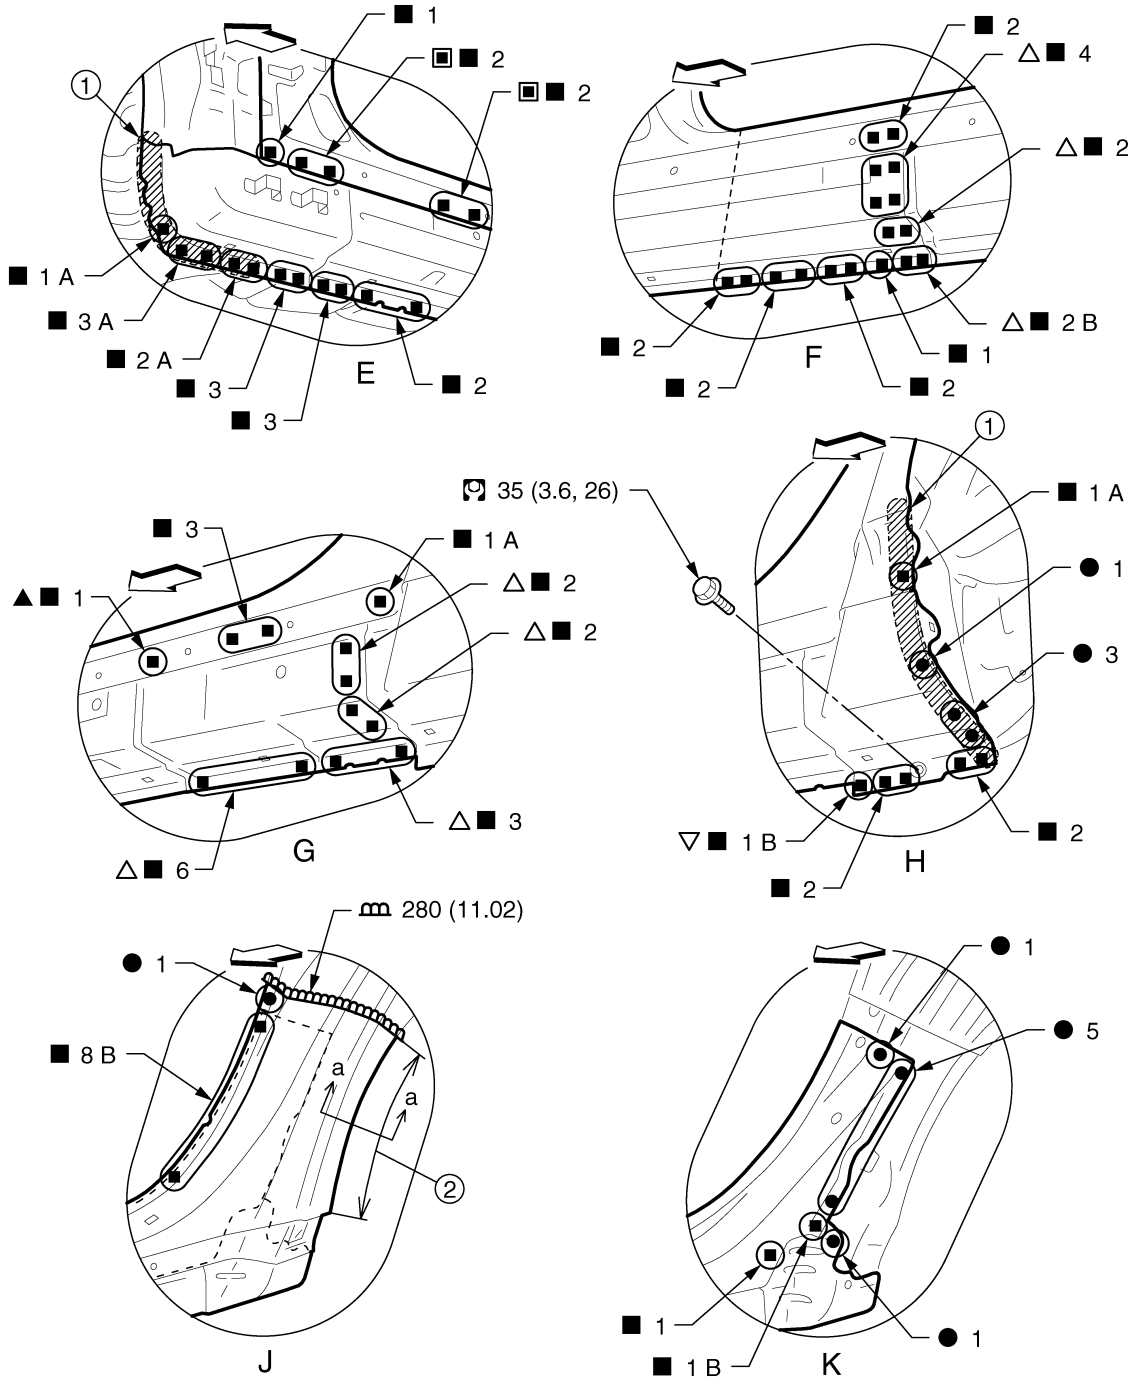 ■ 1
▣ ■ 2
▣ ■ 2
1
■ 1 A
■ 3 A
■ 2 A
■ 3
■ 3
■ 2
E
■ 2
△ ■ 4
△ ■ 2
△ ■ 2 B
■ 1
■ 2
■ 2
■ 2
F
■ 3
■ 1 A
▲ ■ 1
△ ■ 2
△ ■ 2
△ ■ 3
△ ■ 6
G
35 (3.6, 26)
1
■ 1 A
● 1
● 3
▽ ■ 1 B
■ 2
■ 2
H
280 (11.02)
● 1
■ 8 B
a
a
2
J
● 1
● 5
■ 1
■ 1 B
● 1
K